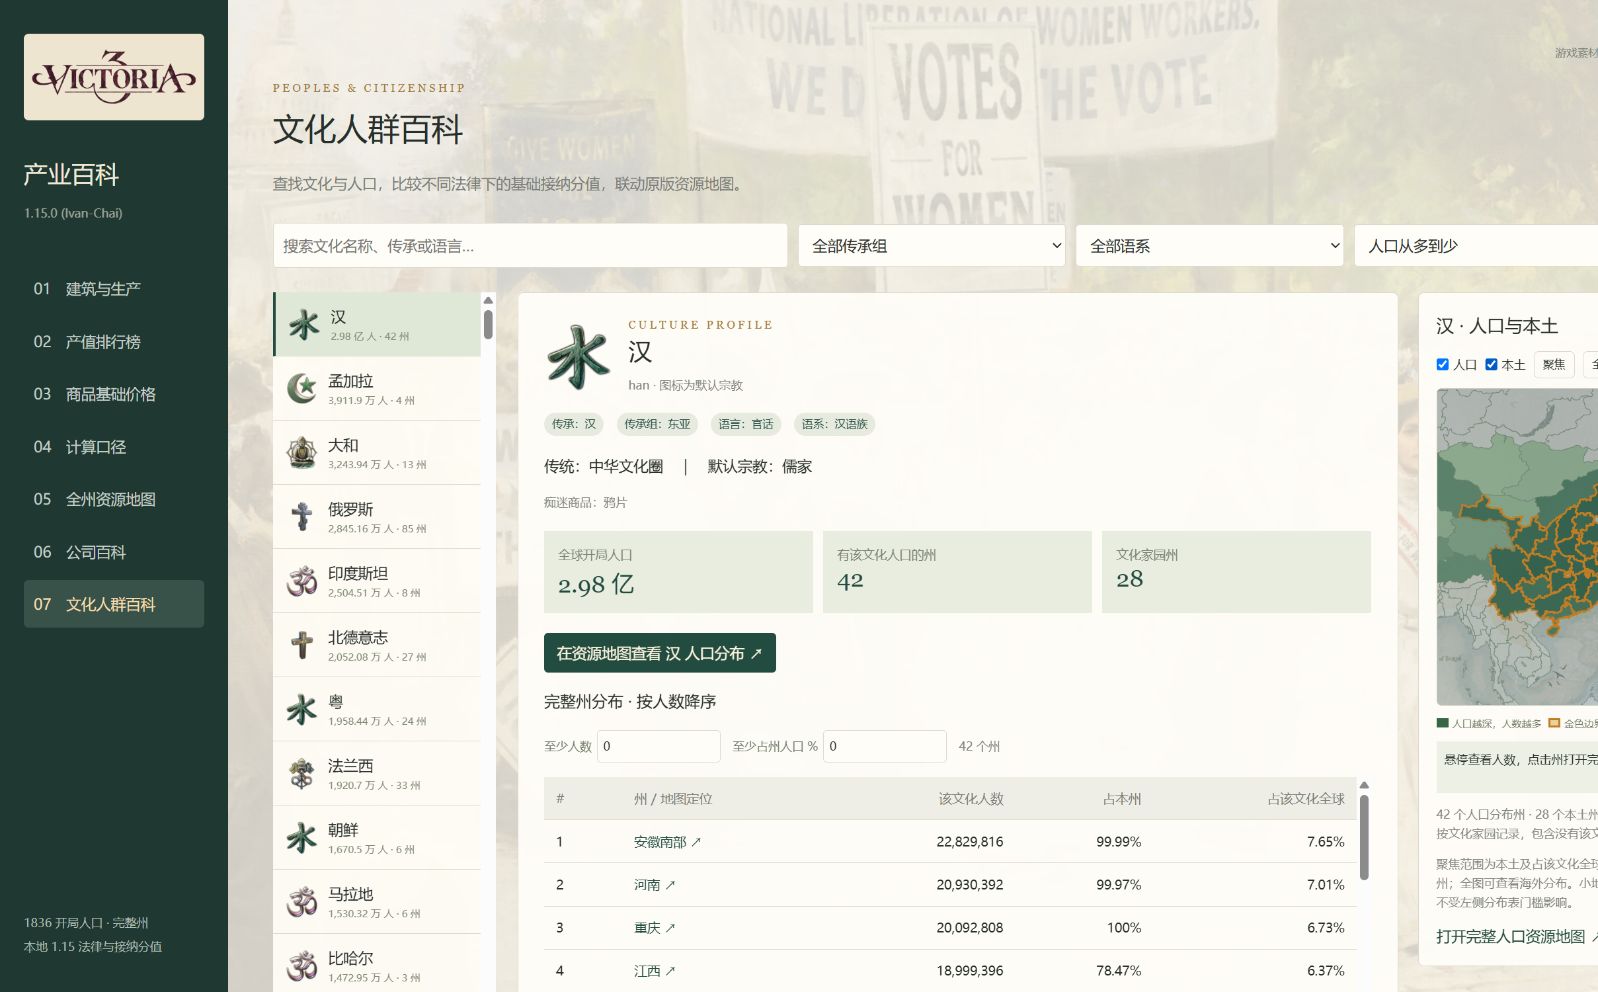 VICTORIA
3
产业百科
1.15.0 (Ivan-Chai)
01 建筑与生产
02 产值排行榜
03 商品基础价格
04 计算口径
05 全州资源地图
06 公司百科
07 文化人群百科
1836 开局人口 · 完整州
本地 1.15 法律与接纳分值
NATIONAL LIBERATION OF WOMEN WORKERS.
WE D THE VOTE
VOTES
FOR
WOMEN
GIVE WOMEN
EN
游戏素材
PEOPLES & CITIZENSHIP
文化人群百科
查找文化与人口，比较不同法律下的基础接纳分值，联动原版资源地图。
搜索文化名称、传承或语言...
全部传承组
全部语系
人口从多到少
汉
2.98 亿 人 · 42 州
孟加拉
3,911.9 万 人 · 4 州
大和
3,243.94 万 人 · 13 州
俄罗斯
2,845.16 万 人 · 85 州
印度斯坦
2,504.51 万 人 · 8 州
北德意志
2,052.08 万 人 · 27 州
粤
1,958.44 万 人 · 24 州
法兰西
1,920.7 万 人 · 33 州
朝鲜
1,670.5 万 人 · 6 州
马拉地
1,530.32 万 人 · 6 州
比哈尔
1,472.95 万 人 · 3 州
CULTURE PROFILE
汉
han · 图标为默认宗教
传承：汉
传承组：东亚
语言：官话
语系：汉语族
传统：中华文化圈 | 默认宗教：儒家
痴迷商品：鸦片
全球开局人口
2.98 亿
有该文化人口的州
42
文化家园州
28
在资源地图查看 汉 人口分布 ↗
完整州分布 · 按人数降序
至少人数 0 至少占州人口 % 0 42 个州
# 州 / 地图定位 该文化人数 占本州 占该文化全球
1 安徽南部 ↗ 22,829,816 99.99% 7.65%
2 河南 ↗ 20,930,392 99.97% 7.01%
3 重庆 ↗ 20,092,808 100% 6.73%
4 江西 ↗ 18,999,396 78.47% 6.37%
汉 · 人口与本土
人口 本土 聚焦
人口越深，人数越多 金色边界
悬停查看人数，点击州打开完
42 个人口分布州 · 28 个本土州
按文化家园记录，包含没有该文
聚焦范围为本土及占该文化全球
州；全图可查看海外分布。小地
不受左侧分布表门槛影响。
打开完整人口资源地图 ↗